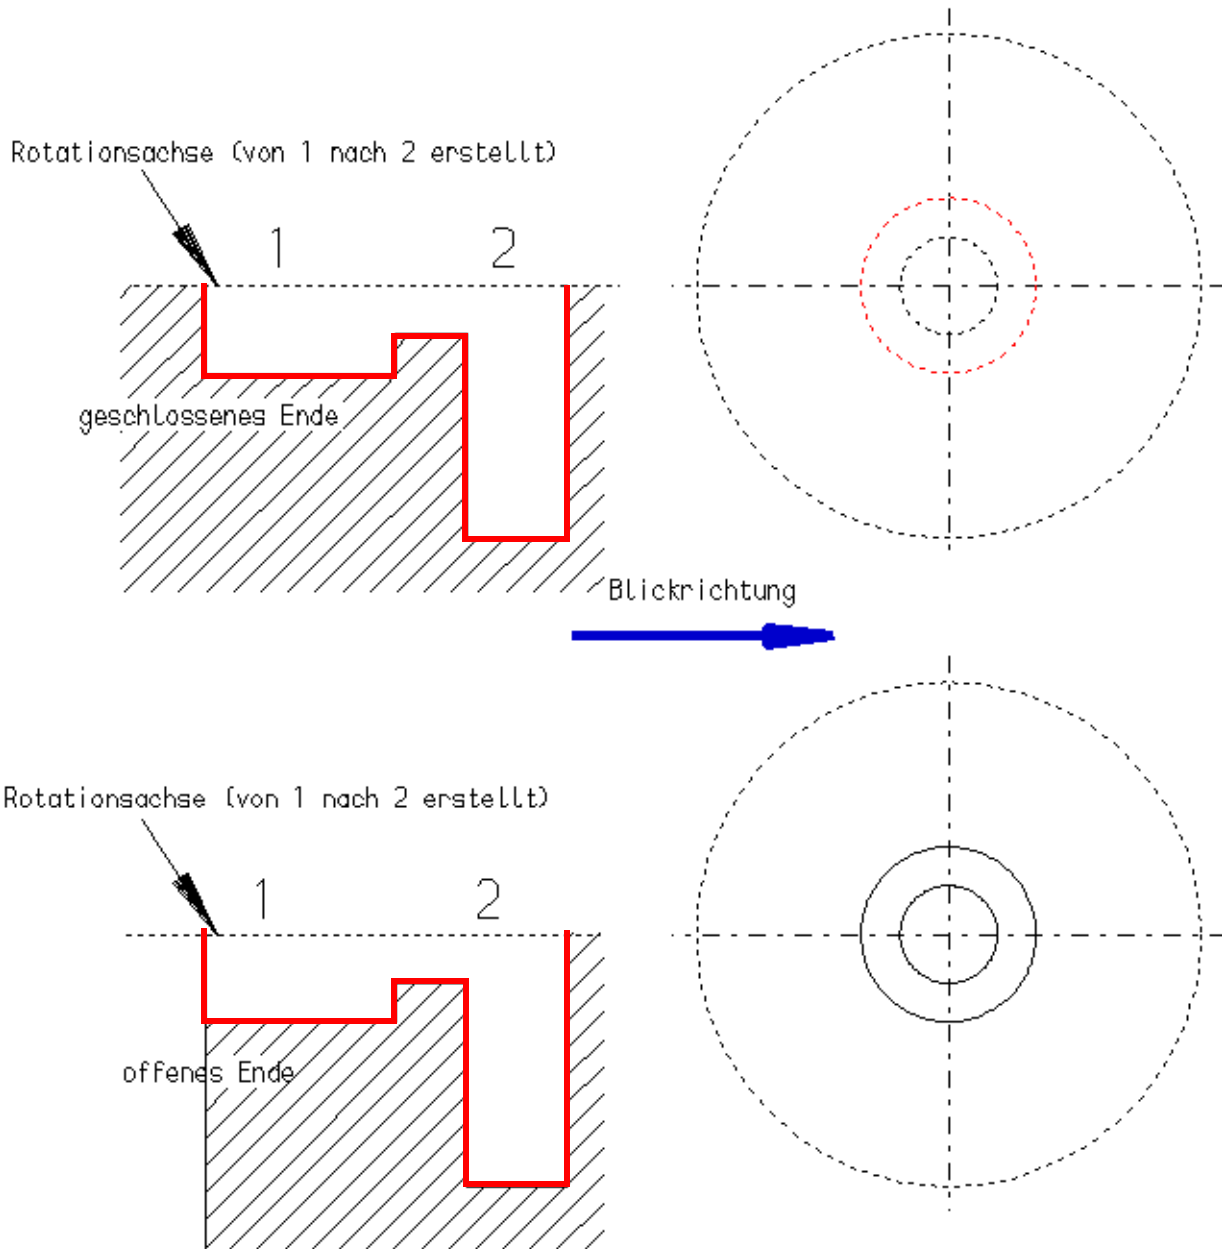 Rotationsachse (von 1 nach 2 erstellt)
1 2
geschlossenes Ende
Blickrichtung
Rotationsachse (von 1 nach 2 erstellt)
1 2
offenes Ende